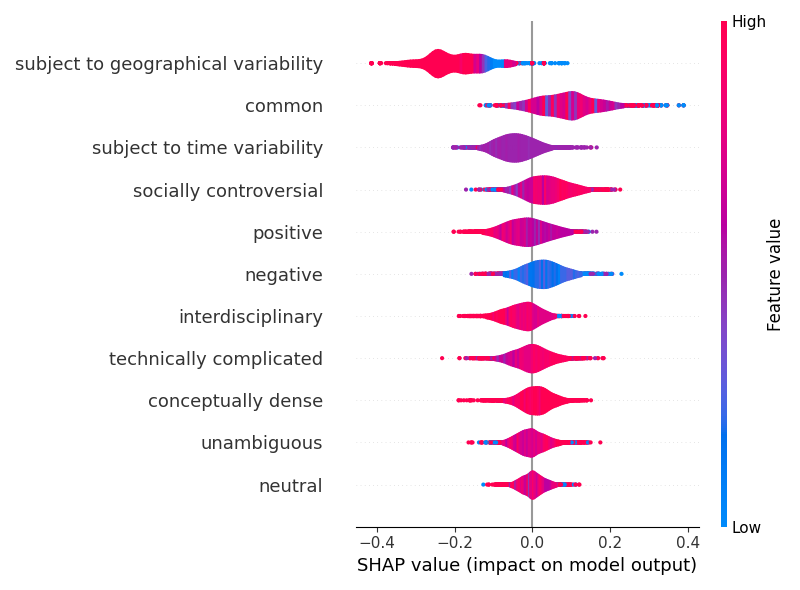 High
subject to geographical variability
common
subject to time variability
socially controversial
positive
negative
interdisciplinary
technically complicated
conceptually dense
unambiguous
neutral
Feature value
Low
−0.4 −0.2 0.0 0.2 0.4
SHAP value (impact on model output)